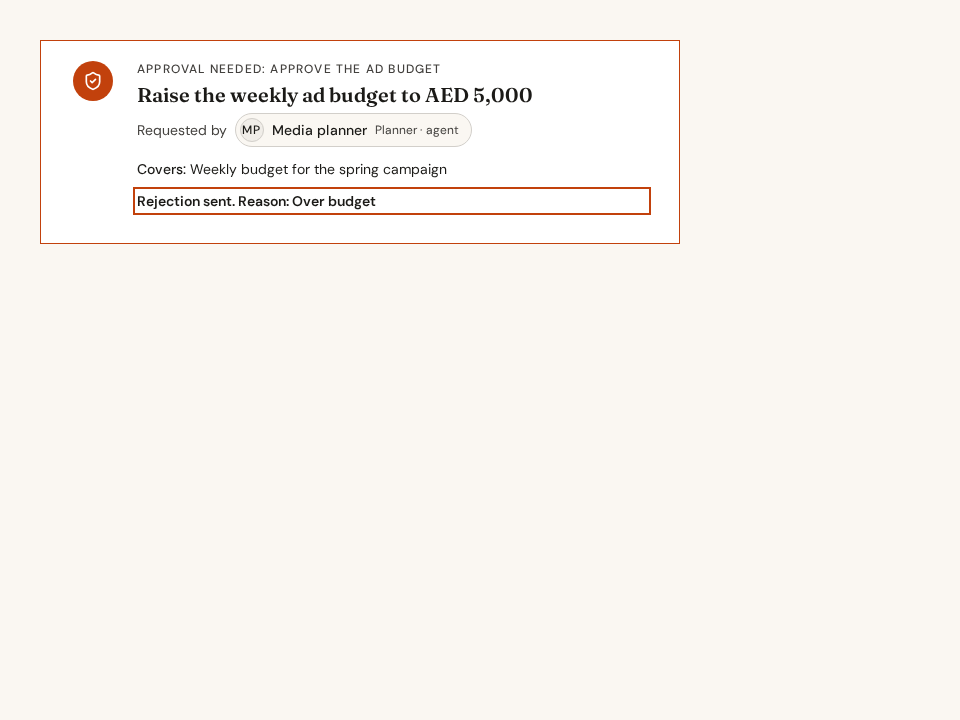 APPROVAL NEEDED: APPROVE THE AD BUDGET
Raise the weekly ad budget to AED 5,000
Requested by MP Media planner Planner · agent
Covers: Weekly budget for the spring campaign
Rejection sent. Reason: Over budget